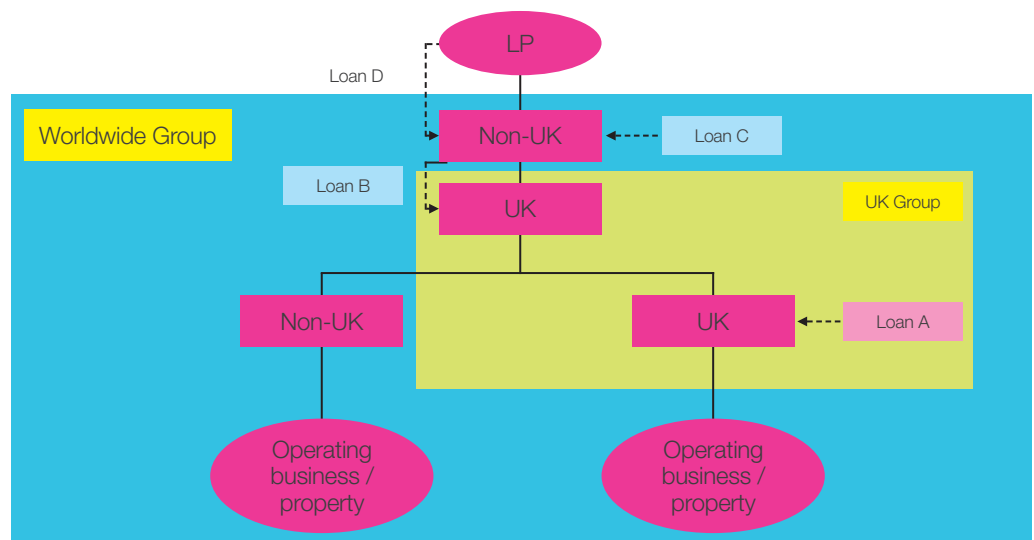 LP
Loan D
Worldwide Group
Non-UK
Loan C
Loan B
UK
UK Group
Non-UK
UK
Loan A
Operating
business /
property
Operating
business /
property